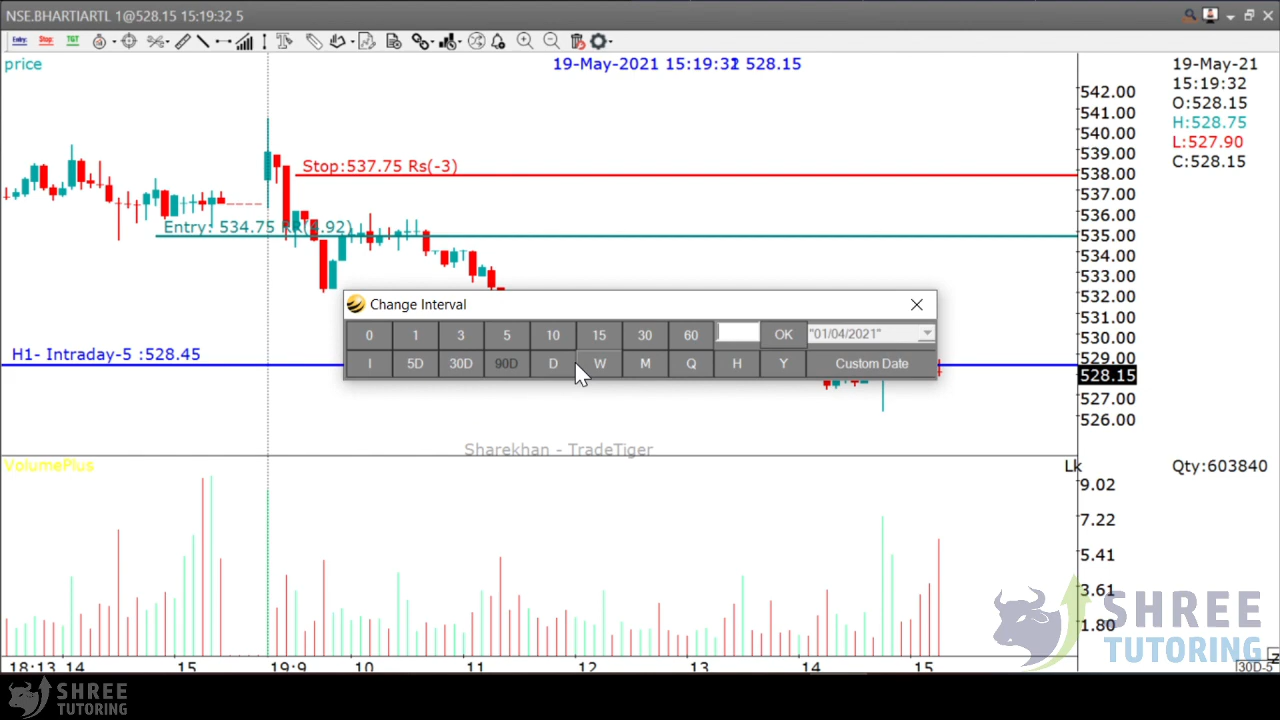 NSE.BHARTIARTL 1@528.15 15:19:32 5
Entry: Stop: TGT
price
19-May-2021 15:19:32 528.15
19-May-21
15:19:32
O:528.15
H:528.75
L:527.90
C:528.15
542.00
541.00
540.00
539.00
538.00
537.00
536.00
535.00
534.00
533.00
532.00
531.00
530.00
529.00
528.15
527.00
526.00
Stop:537.75 Rs(-3)
Entry: 534.75 RR(4.92)
H1- Intraday-5 :528.45
Change Interval
0 1 3 5 10 15 30 60 OK "01/04/2021"
I 5D 30D 90D D W M Q H Y Custom Date
Sharekhan - TradeTiger
VolumePlus
Lk
Qty:603840
9.02
7.22
5.41
3.61
1.80
18:13 14 15 19:9 10 11 12 13 14 15
30D-5
Z
SHREE
TUTORING
SHREE
TUTORING